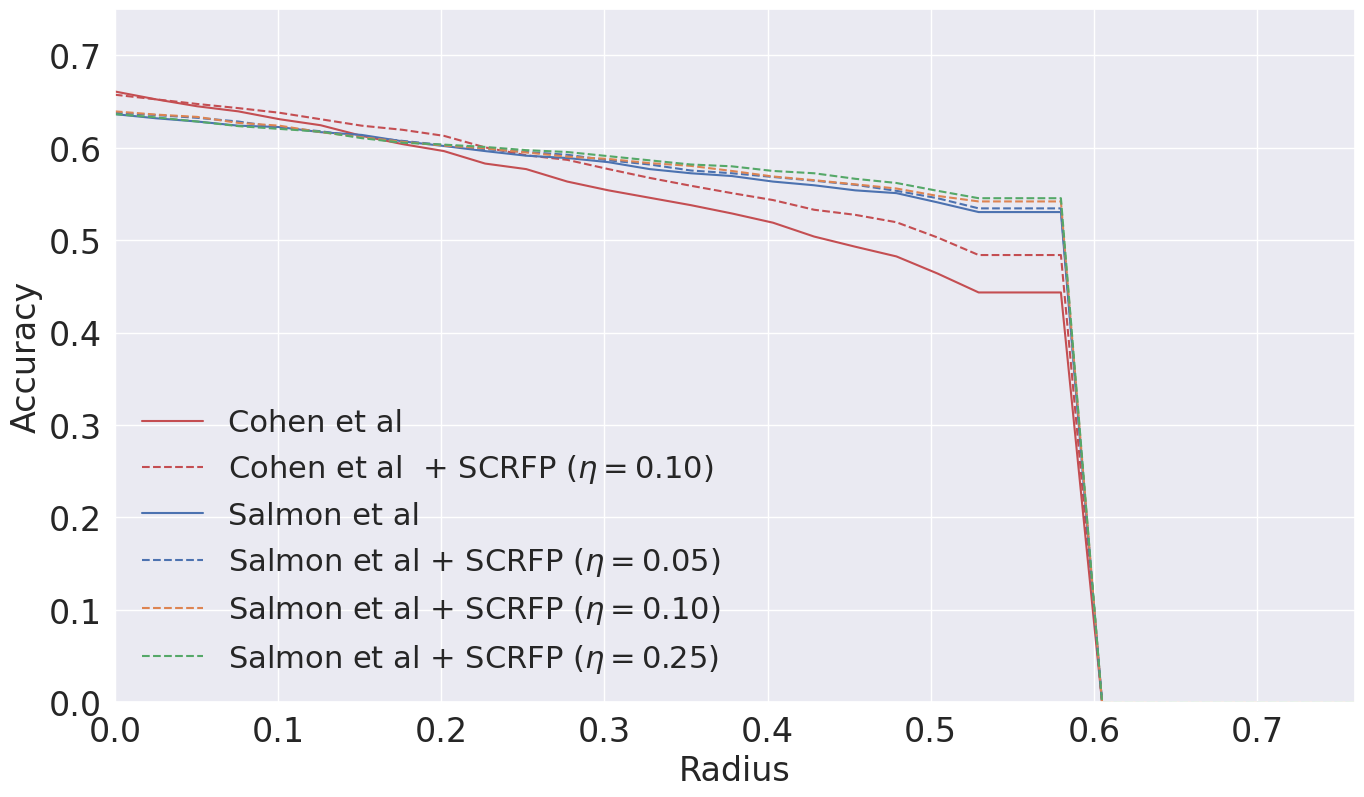 0.7
0.6
0.5
0.4
0.3
0.2
0.1
0.0
Accuracy
Cohen et al
Cohen et al  + SCRFP (η = 0.10)
Salmon et al
Salmon et al + SCRFP (η = 0.05)
Salmon et al + SCRFP (η = 0.10)
Salmon et al + SCRFP (η = 0.25)
0.0 0.1 0.2 0.3 0.4 0.5 0.6 0.7
Radius